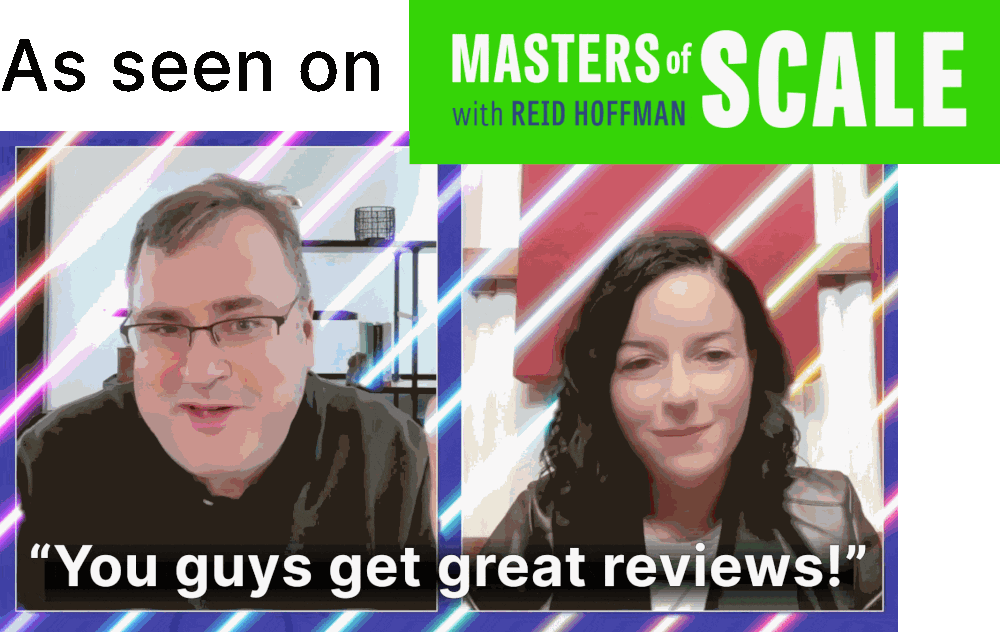 As seen on
MASTERS of SCALE
with REID HOFFMAN
“You guys get great reviews!”